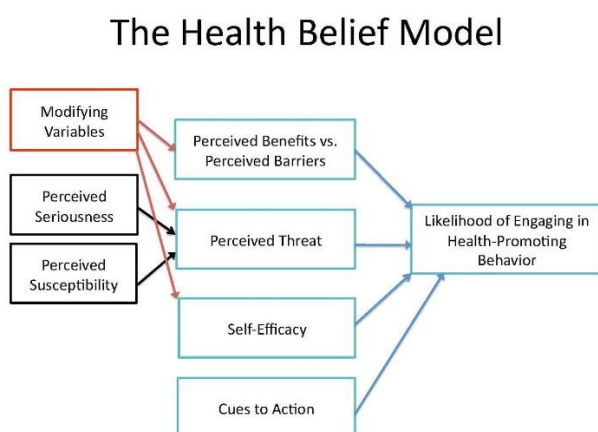 The Health Belief Model
Modifying
Variables
Perceived Benefits vs.
Perceived Barriers
Perceived
Seriousness
Perceived Threat
Likelihood of Engaging in
Health-Promoting
Behavior
Perceived
Susceptibility
Self-Efficacy
Cues to Action